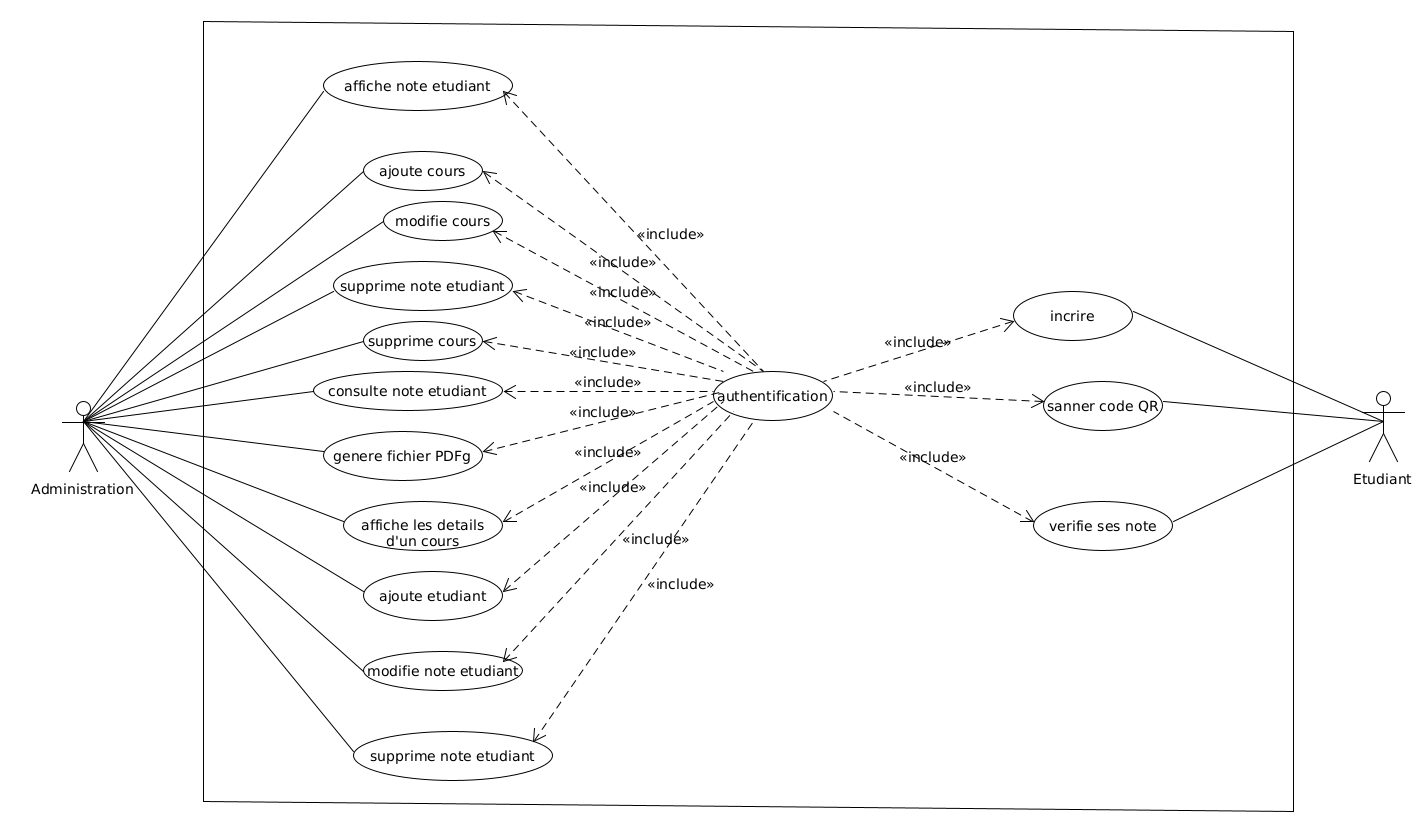 affiche note etudiant
ajoute cours
modifie cours
«include»
«include»
supprime note etudiant
«include»
incrire
«include»
supprime cours
«include»
«include»
consulte note etudiant
«include»
authentification
«include»
sanner code QR
«include»
genere fichier PDFg
«include»
«include»
Administration
Etudiant
«include»
affiche les details
d'un cours
verifie ses note
«include»
«include»
ajoute etudiant
modifie note etudiant
supprime note etudiant